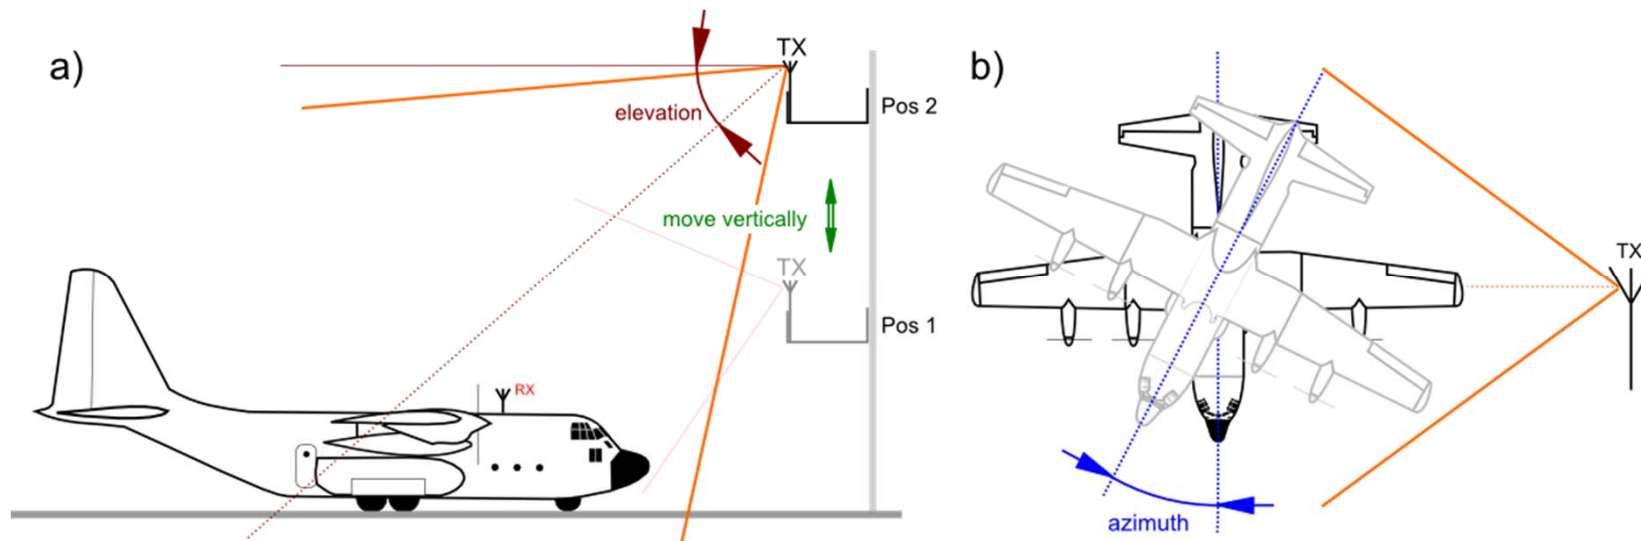 a)
TX
elevation
Pos 2
move vertically
TX
Pos 1
RX
b)
TX
azimuth